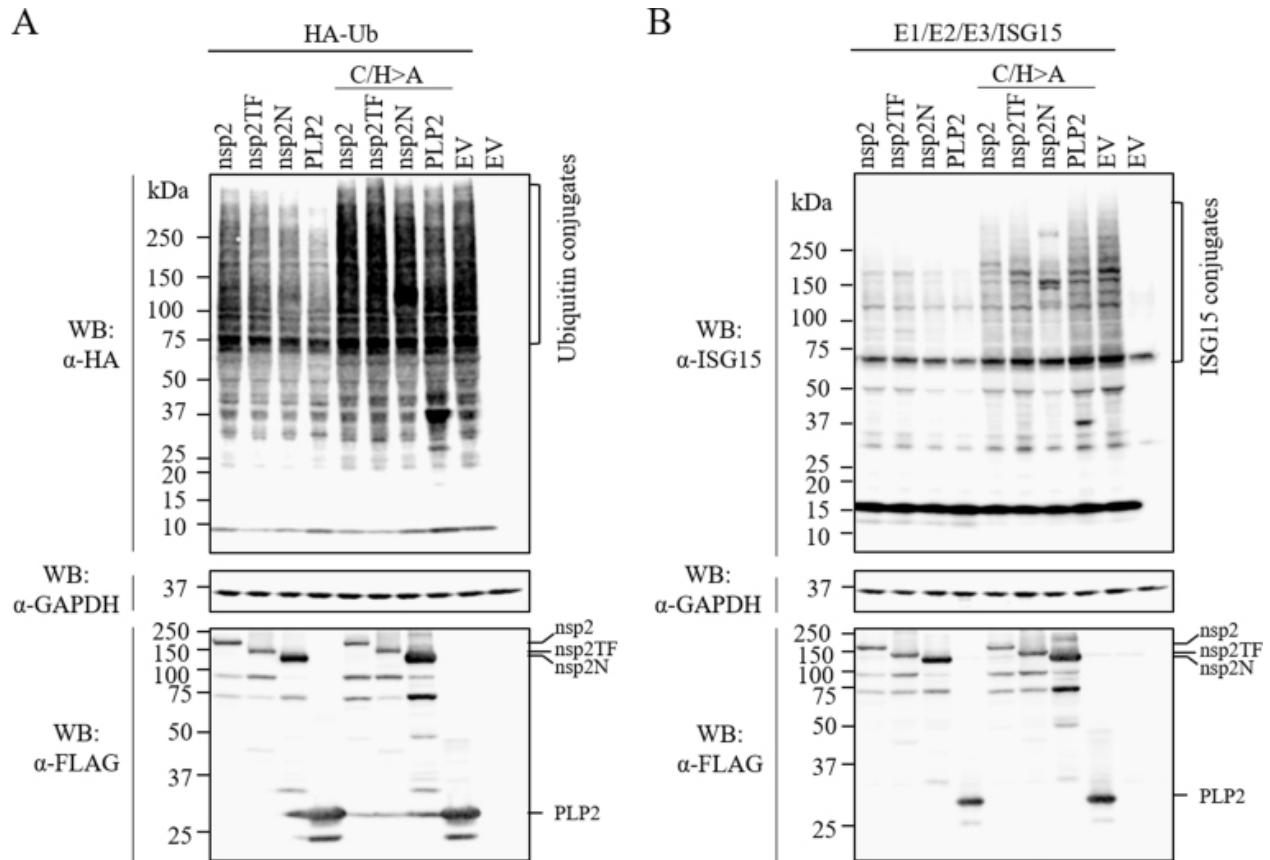 A
HA-Ub
C/H>A
nsp2
nsp2TF
nsp2N
PLP2
nsp2
nsp2TF
nsp2N
PLP2
EV
EV
kDa
250
150
100
75
50
37
25
20
15
10
WB:
α-HA
Ubiquitin conjugates
WB:
α-GAPDH
37
WB:
α-FLAG
250
150
100
75
50
37
25
nsp2
nsp2TF
nsp2N
PLP2
B
E1/E2/E3/ISG15
C/H>A
nsp2
nsp2TF
nsp2N
PLP2
nsp2
nsp2TF
nsp2N
PLP2
EV
EV
kDa
250
150
100
75
50
37
25
20
15
10
WB:
α-ISG15
ISG15 conjugates
WB:
α-GAPDH
37
WB:
α-FLAG
250
150
100
75
50
37
25
nsp2
nsp2TF
nsp2N
PLP2